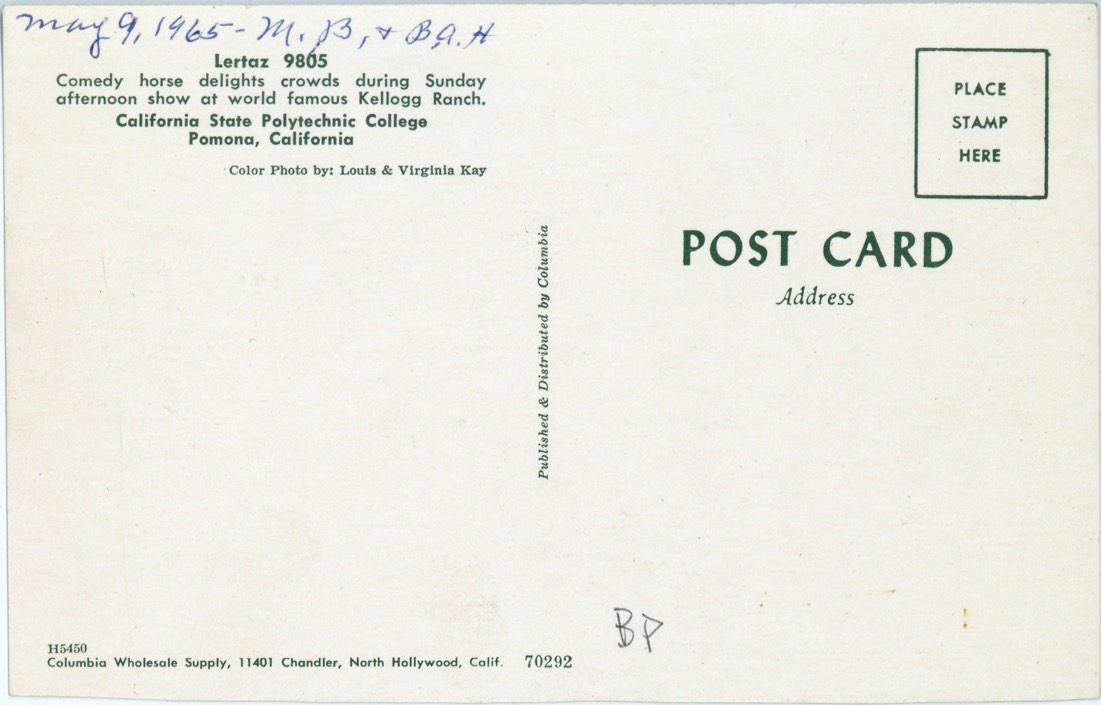 May 9, 1965 - M. B, & B.A. H
Lertaz 9805
Comedy horse delights crowds during Sunday
afternoon show at world famous Kellogg Ranch.
California State Polytechnic College
Pomona, California
Color Photo by: Louis & Virginia Kay
PLACE
STAMP
HERE
Published & Distributed by Columbia
POST CARD
Address
BP
H5450
Columbia Wholesale Supply, 11401 Chandler, North Hollywood, Calif. 70292